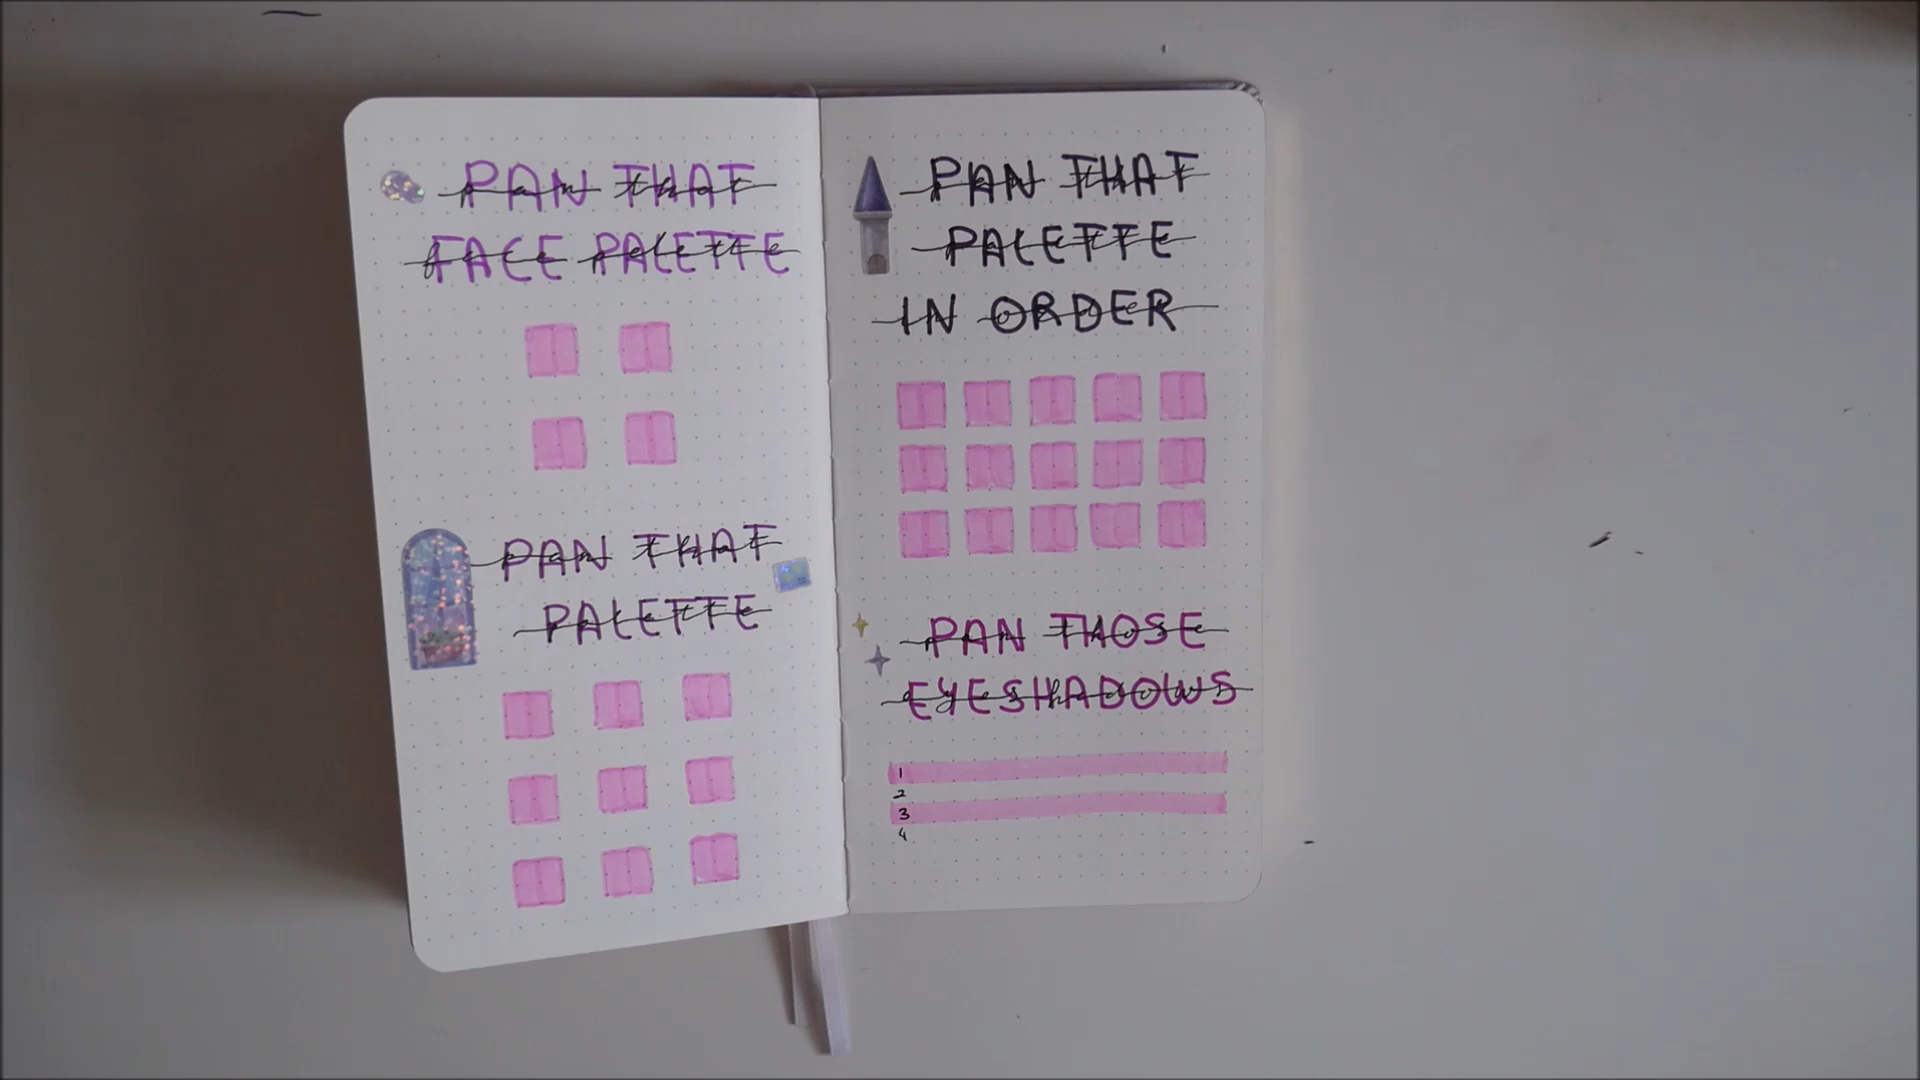 PAN THAT
FACE PALETTE
PAN THAT
PALETTE
PAN THAT
PALETTE
IN ORDER
PAN THOSE
EYESHADOWS
1
2
3
4